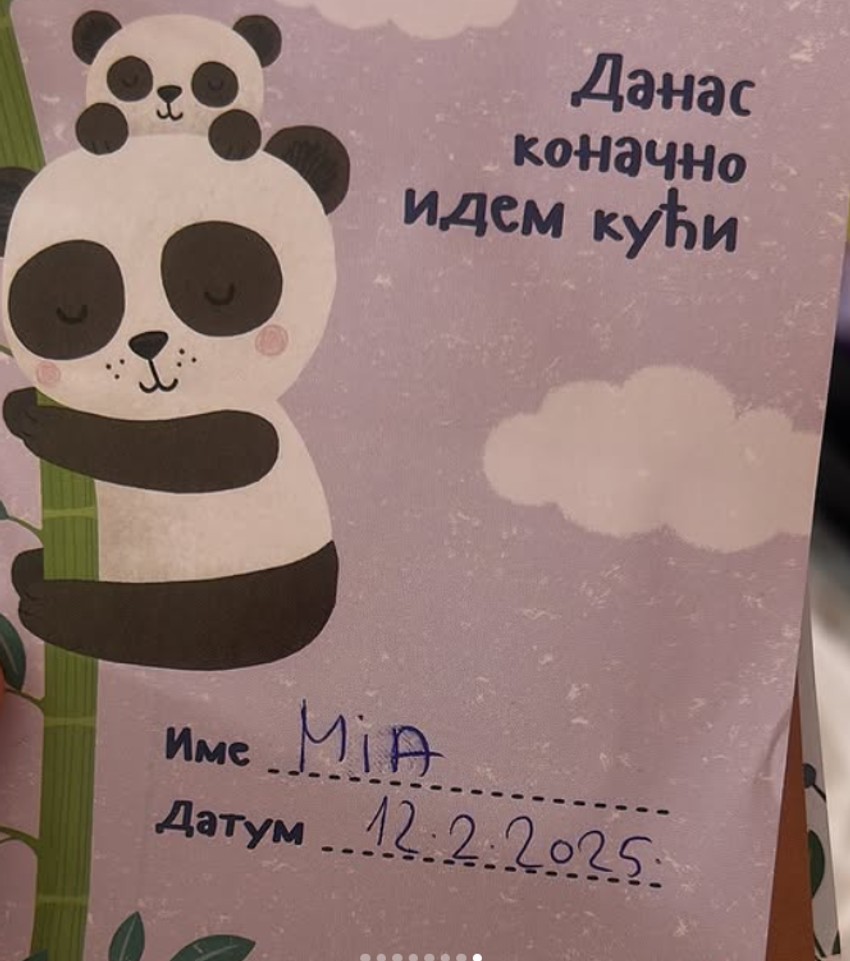 Данас
коначно
идем кући
Име MiA
Датум 12.2.2025.